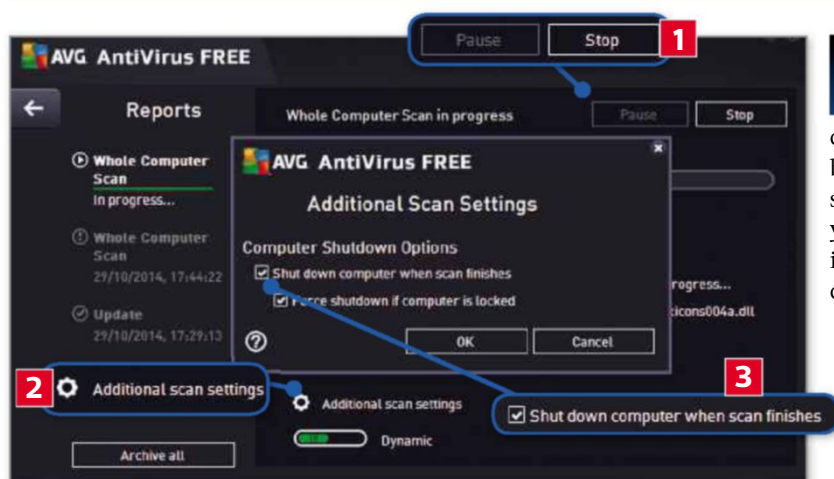 Pause Stop 1
AVG AntiVirus FREE
Reports
Whole Computer Scan in progress Pause Stop
Whole Computer
Scan
In progress...
AVG AntiVirus FREE
Additional Scan Settings
Computer Shutdown Options
Shut down computer when scan finishes
shutdown if computer is locked
OK Cancel
Whole Computer
Scan
29/10/2014, 17:44:22
Update
29/10/2014, 17:29:13
rogress...
icons004a.dll
2 Additional scan settings
Additional scan settings
3
Shut down computer when scan finishes
Dynamic
Archive all